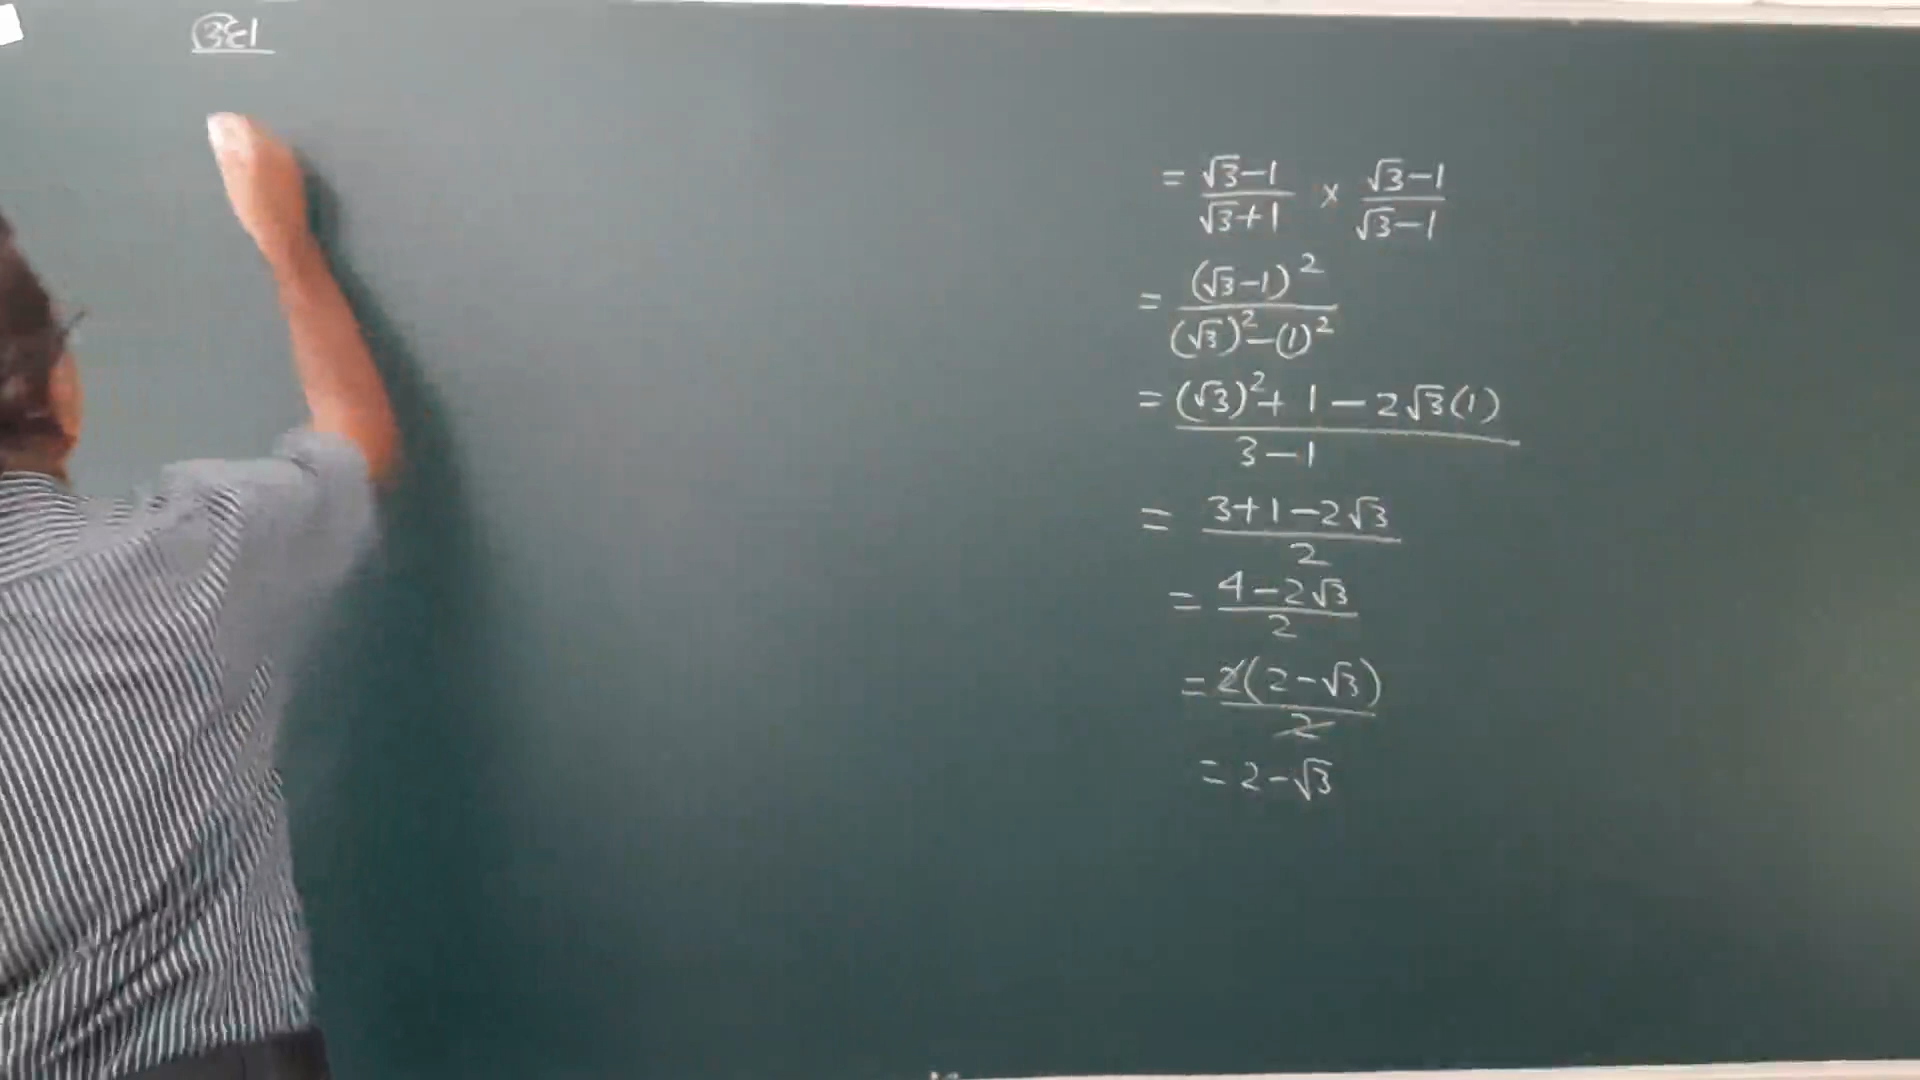 = √3-1 / √3+1 × √3-1 / √3-1
= (√3-1)² / (√3)²-(1)²
= (√3)²+1-2√3(1) / 3-1
= 3+1-2√3 / 2
= 4-2√3 / 2
= 2(2-√3) / 2
= 2-√3